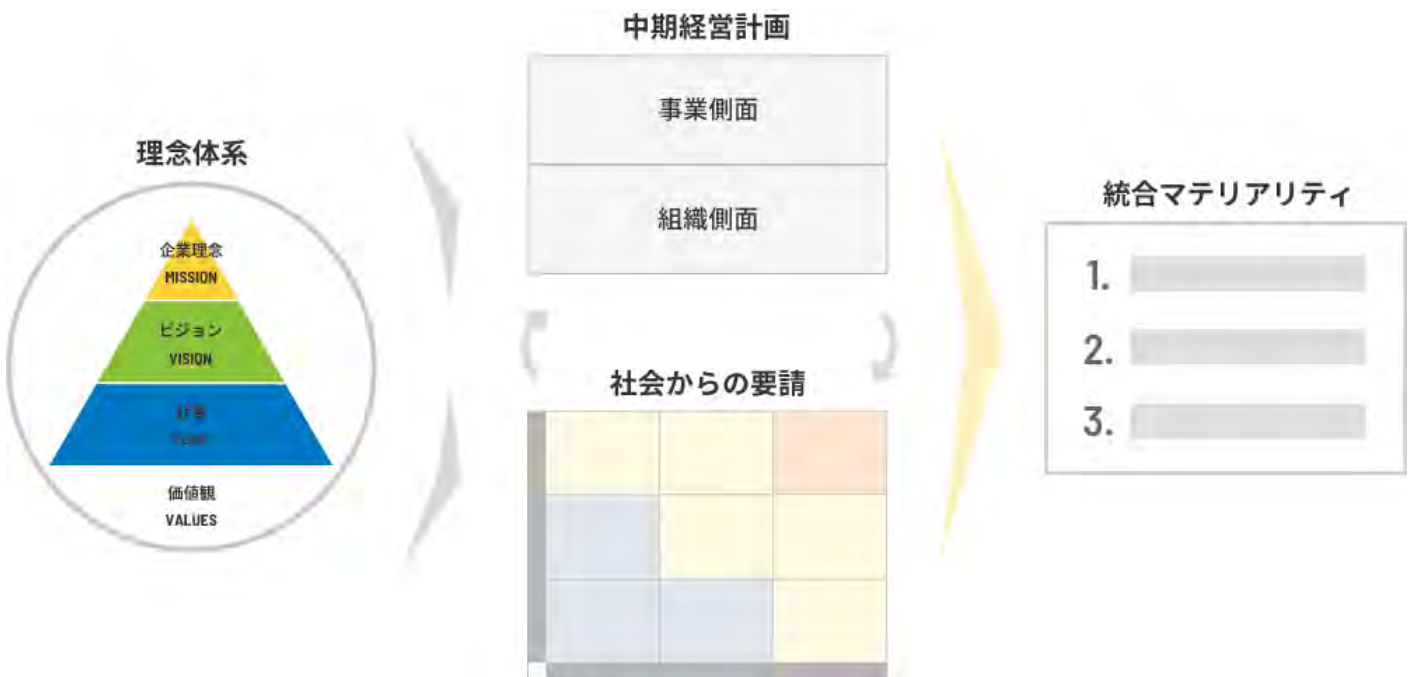 中期経営計画
事業側面
組織側面
理念体系
企業理念
MISSION
ビジョン
VISION
価値観
VALUES
社会からの要請
統合マテリアリティ
1.
2.
3.